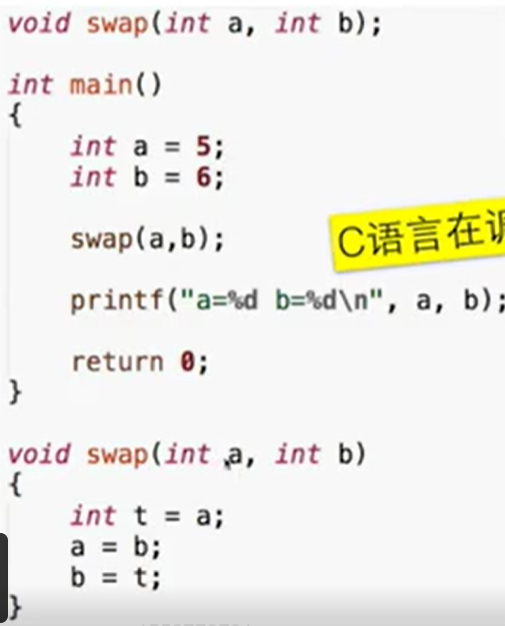 void swap(int a, int b);
int main()
{
int a = 5;
int b = 6;
swap(a,b);
C语言在
printf("a=%d b=%d\n", a, b);
return 0;
}
void swap(int a, int b)
{
int t = a;
a = b;
b = t;
}